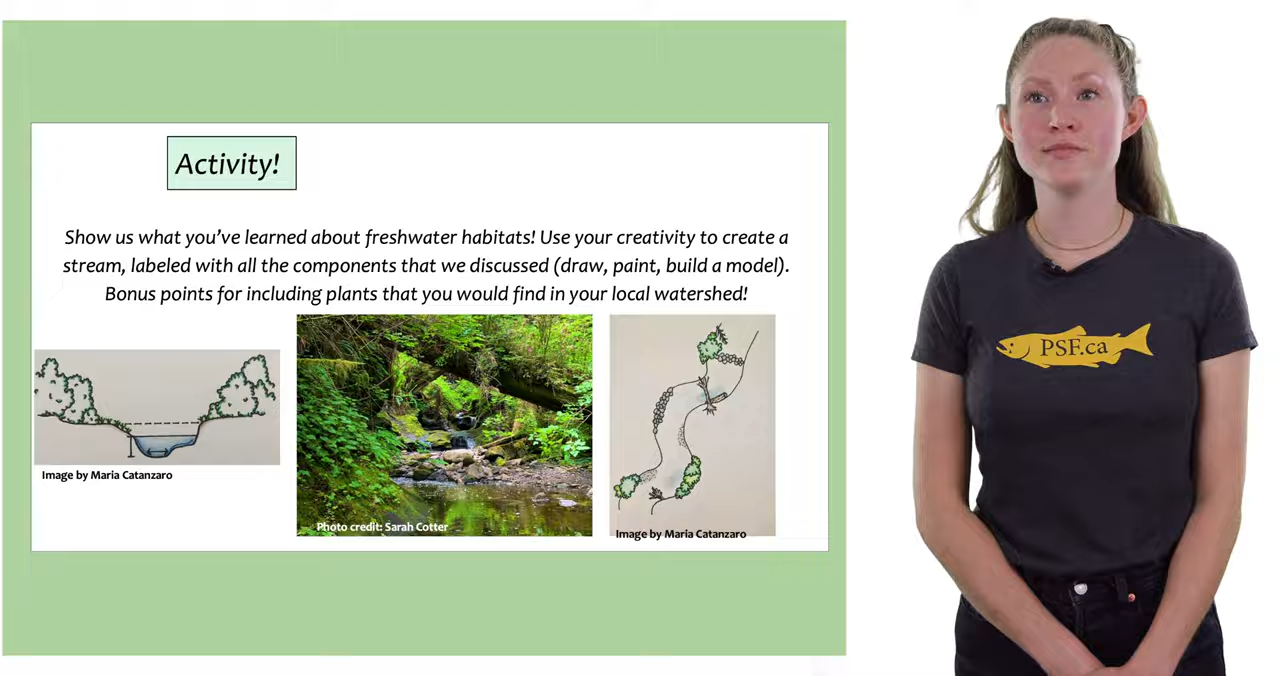 Activity!
Show us what you’ve learned about freshwater habitats! Use your creativity to create a
stream, labeled with all the components that we discussed (draw, paint, build a model).
Bonus points for including plants that you would find in your local watershed!
Image by Maria Catanzaro
Photo credit: Sarah Cotter
Image by Maria Catanzaro
PSF.ca